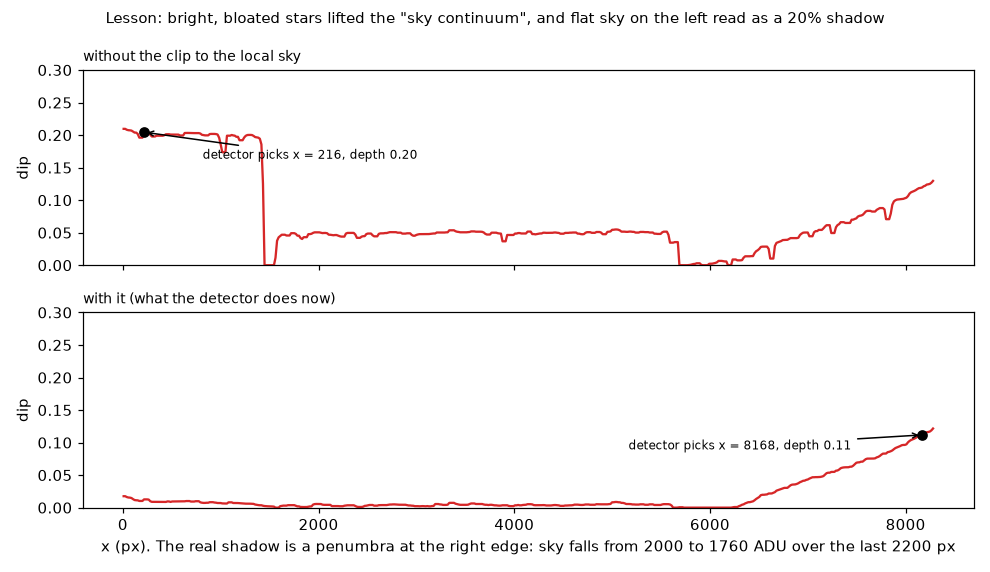 Lesson: bright, bloated stars lifted the "sky continuum", and flat sky on the left read as a 20% shadow
without the clip to the local sky
0.30
0.25
0.20
0.15
0.10
0.05
0.00
dip
detector picks x = 216, depth 0.20
with it (what the detector does now)
0.30
0.25
0.20
0.15
0.10
0.05
0.00
dip
detector picks x = 8168, depth 0.11
0 2000 4000 6000 8000
x (px). The real shadow is a penumbra at the right edge: sky falls from 2000 to 1760 ADU over the last 2200 px